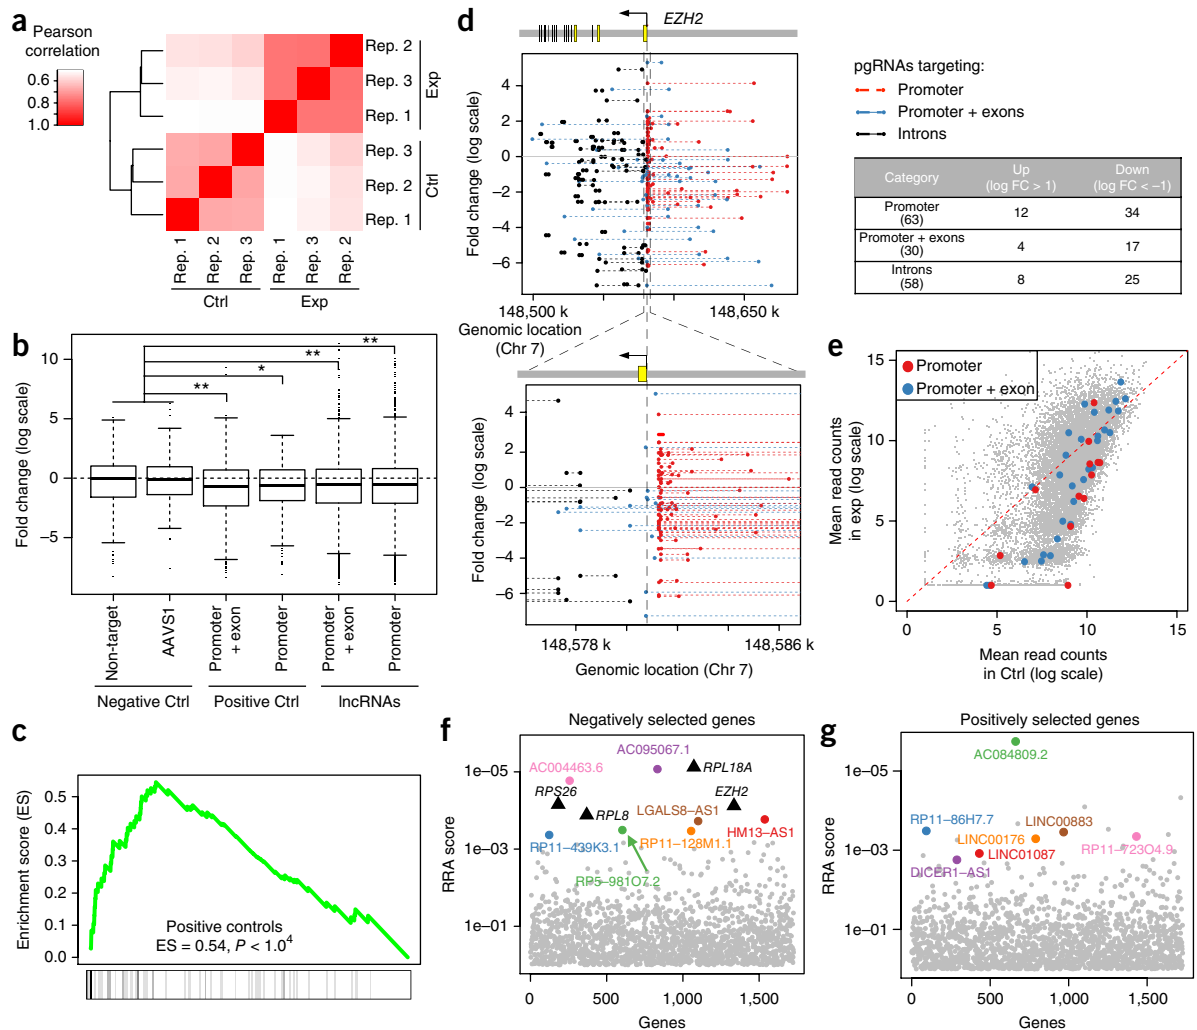 a
Pearson
correlation
0.6
0.8
1.0
Rep. 2
Rep. 3
Rep. 1
Rep. 3
Rep. 2
Rep. 1
Exp
Ctrl
Rep. 1
Rep. 2
Rep. 3
Rep. 1
Rep. 3
Rep. 2
Ctrl
Exp
b
Fold change (log scale)
10
5
0
−5
**
*
**
**
Non-target
AAVS1
Promoter
+ exon
Promoter
Promoter
+ exon
Promoter
Negative Ctrl
Positive Ctrl
lncRNAs
c
Enrichment score (ES)
0.5
0.4
0.3
0.2
0.1
0.0
Positive controls
ES = 0.54, P < 1.0⁴
d
EZH2
Fold change (log scale)
4
2
0
−2
−4
−6
148,500 k
148,650 k
Genomic location
(Chr 7)
Fold change (log scale)
4
2
0
−2
−4
−6
148,578 k
148,586 k
Genomic location (Chr 7)
pgRNAs targeting:
Promoter
Promoter + exons
Introns
Category
Up
(log FC > 1)
Down
(log FC < −1)
Promoter
(63)
12
34
Promoter + exons
(30)
4
17
Introns
(58)
8
25
e
Mean read counts
in exp (log scale)
15
10
5
0
Promoter
Promoter + exon
0
5
10
15
Mean read counts
in Ctrl (log scale)
f
Negatively selected genes
RRA score
1e−05
1e−03
1e−01
AC095067.1
AC004463.6
RPL18A
RPS26
EZH2
RPL8
LGALS8−AS1
HM13−AS1
RP11−439K3.1
RP11−128M1.1
RP5−981O7.2
0
500
1,000
1,500
Genes
g
Positively selected genes
RRA score
1e−05
1e−03
1e−01
AC084809.2
RP11−86H7.7
LINC00883
LINC00176
RP11−723O4.9
LINC01087
DICER1−AS1
0
500
1,000
1,500
Genes